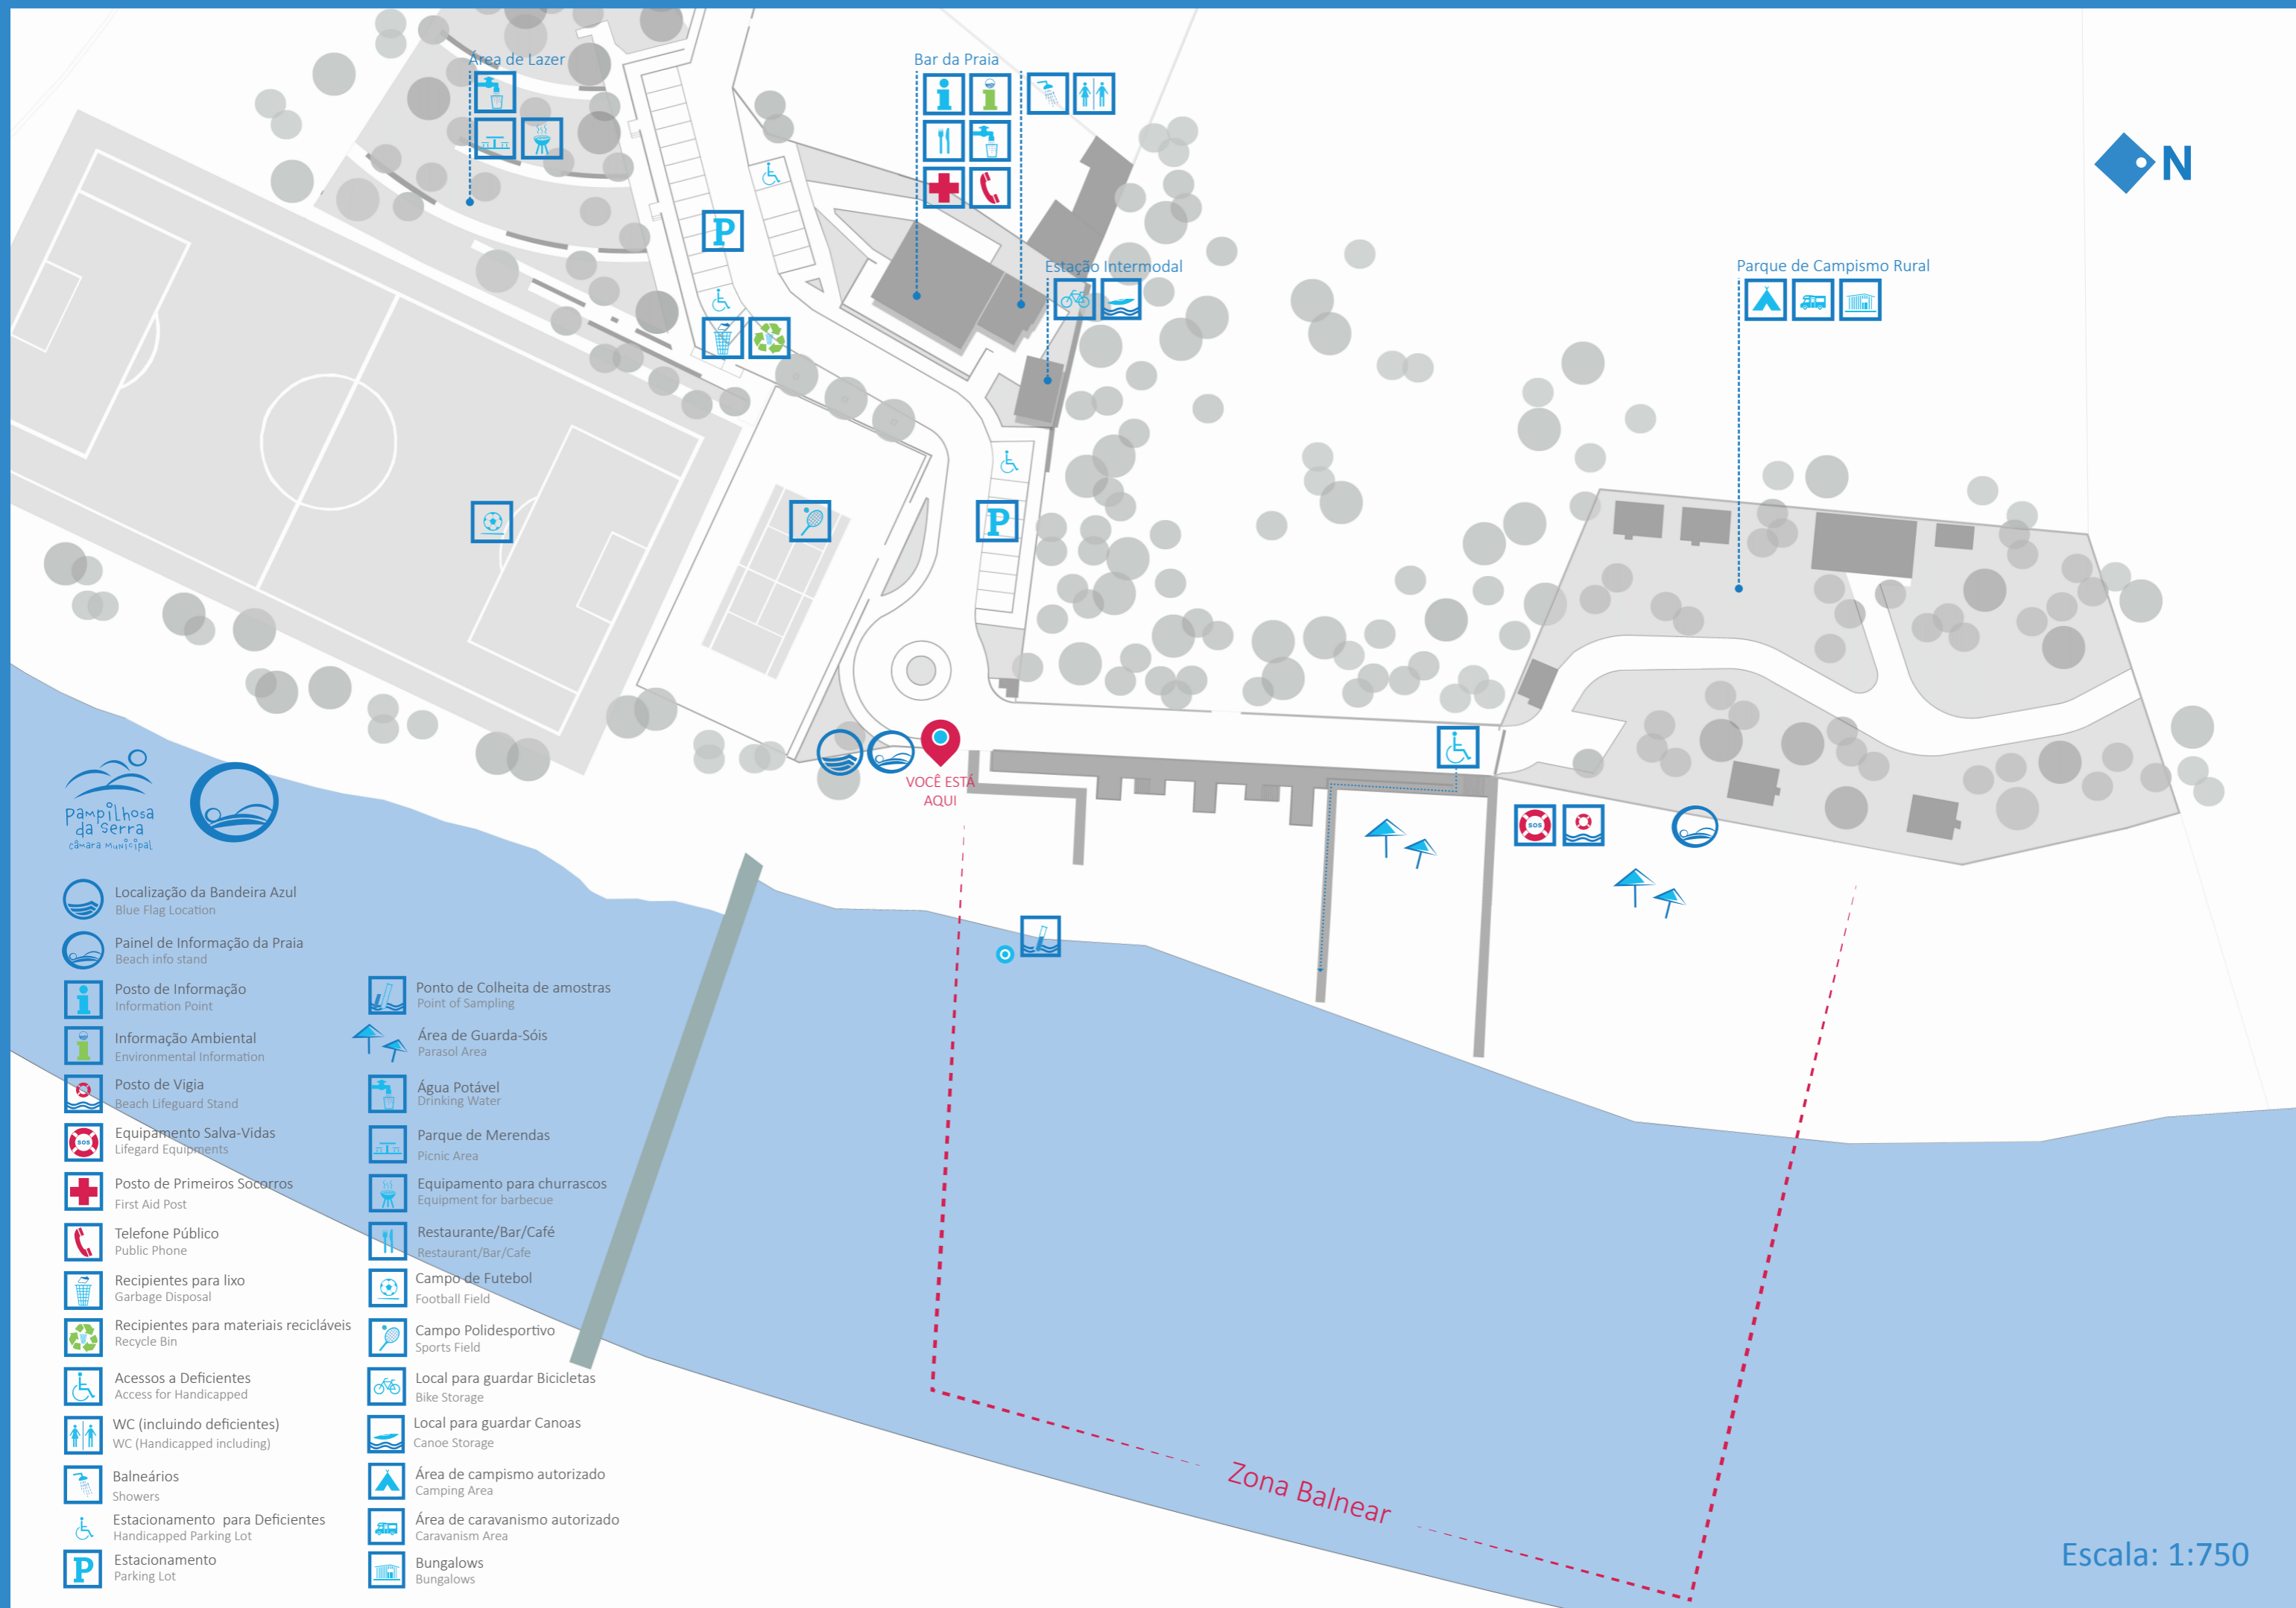 Área de Lazer
Bar da Praia
Estação Intermodal
Parque de Campismo Rural
N
P
P
VOCÊ ESTÁ
AQUI
SOS
Zona Balnear
Escala: 1:750
pampilhosa
da serra
câmara municipal
Localização da Bandeira Azul
Blue Flag Location
Painel de Informação da Praia
Beach info stand
Posto de Informação
Information Point
Informação Ambiental
Environmental Information
Posto de Vigia
Beach Lifeguard Stand
SOS
Equipamento Salva-Vidas
Lifegard Equipments
Posto de Primeiros Socorros
First Aid Post
Telefone Público
Public Phone
Recipientes para lixo
Garbage Disposal
Recipientes para materiais recicláveis
Recycle Bin
Acessos a Deficientes
Access for Handicapped
WC (incluindo deficientes)
WC (Handicapped including)
Balneários
Showers
Estacionamento para Deficientes
Handicapped Parking Lot
P
Estacionamento
Parking Lot
Ponto de Colheita de amostras
Point of Sampling
Área de Guarda-Sóis
Parasol Area
Água Potável
Drinking Water
Parque de Merendas
Picnic Area
Equipamento para churrascos
Equipment for barbecue
Restaurante/Bar/Café
Restaurant/Bar/Cafe
Campo de Futebol
Football Field
Campo Polidesportivo
Sports Field
Local para guardar Bicicletas
Bike Storage
Local para guardar Canoas
Canoe Storage
Área de campismo autorizado
Camping Area
Área de caravanismo autorizado
Caravanism Area
Bungalows
Bungalows